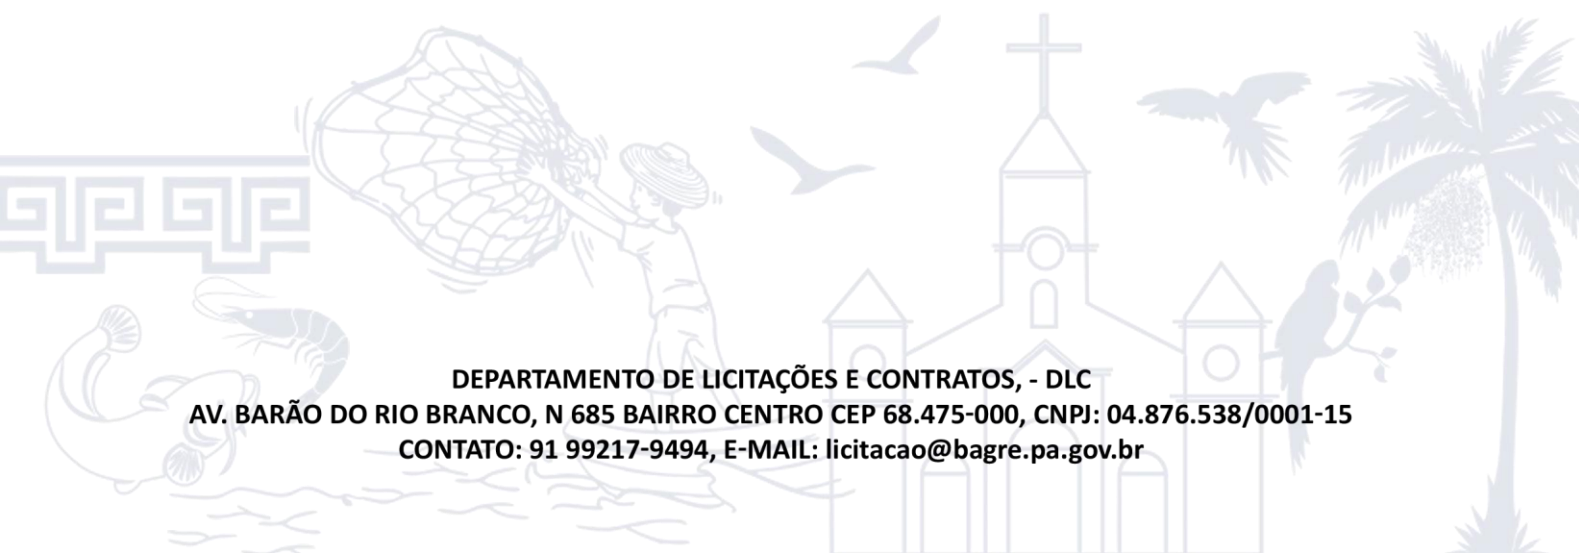 DEPARTAMENTO DE LICITAÇÕES E CONTRATOS, - DLC
AV. BARÃO DO RIO BRANCO, N 685 BAIRRO CENTRO CEP 68.475-000, CNPJ: 04.876.538/0001-15
CONTATO: 91 99217-9494, E-MAIL: licitacao@bagre.pa.gov.br